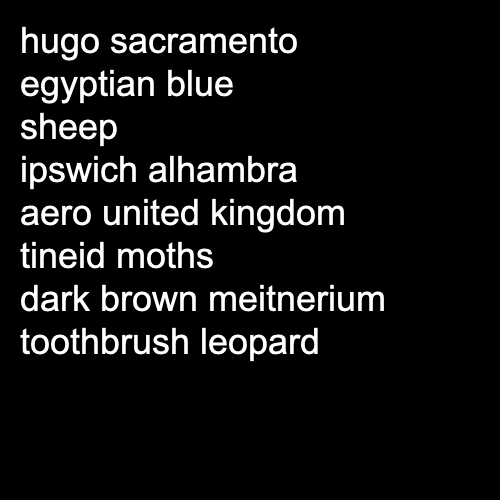 hugo sacramento
egyptian blue
sheep
ipswich alhambra
aero united kingdom
tineid moths
dark brown meitnerium
toothbrush leopard